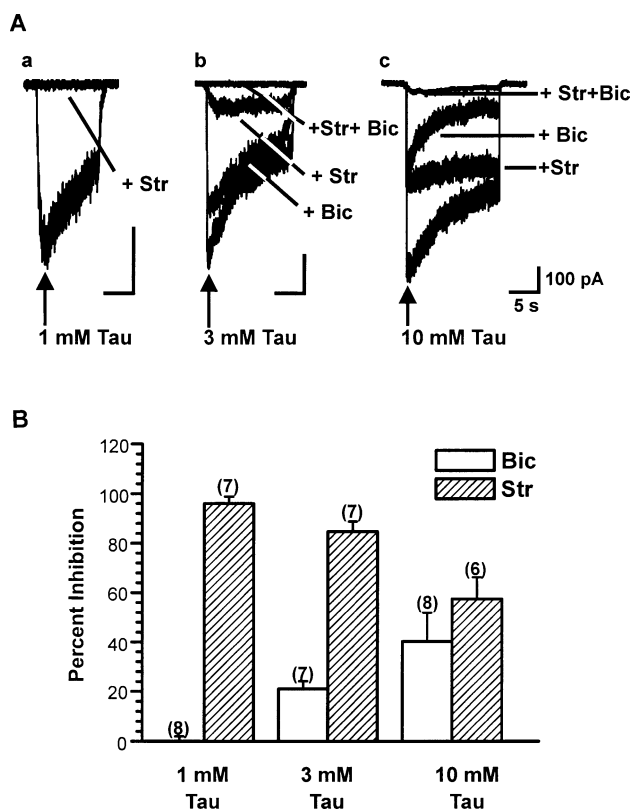 A
a
b
c
+ Str
+Str+ Bic
+ Str
+ Bic
+ Str+Bic
+ Bic
+Str
100 pA
5 s
1 mM Tau
3 mM Tau
10 mM Tau
B
Percent Inhibition
120
100
80
60
40
20
0
Bic
Str
(8)
(7)
(7)
(7)
(8)
(6)
1 mM
Tau
3 mM
Tau
10 mM
Tau